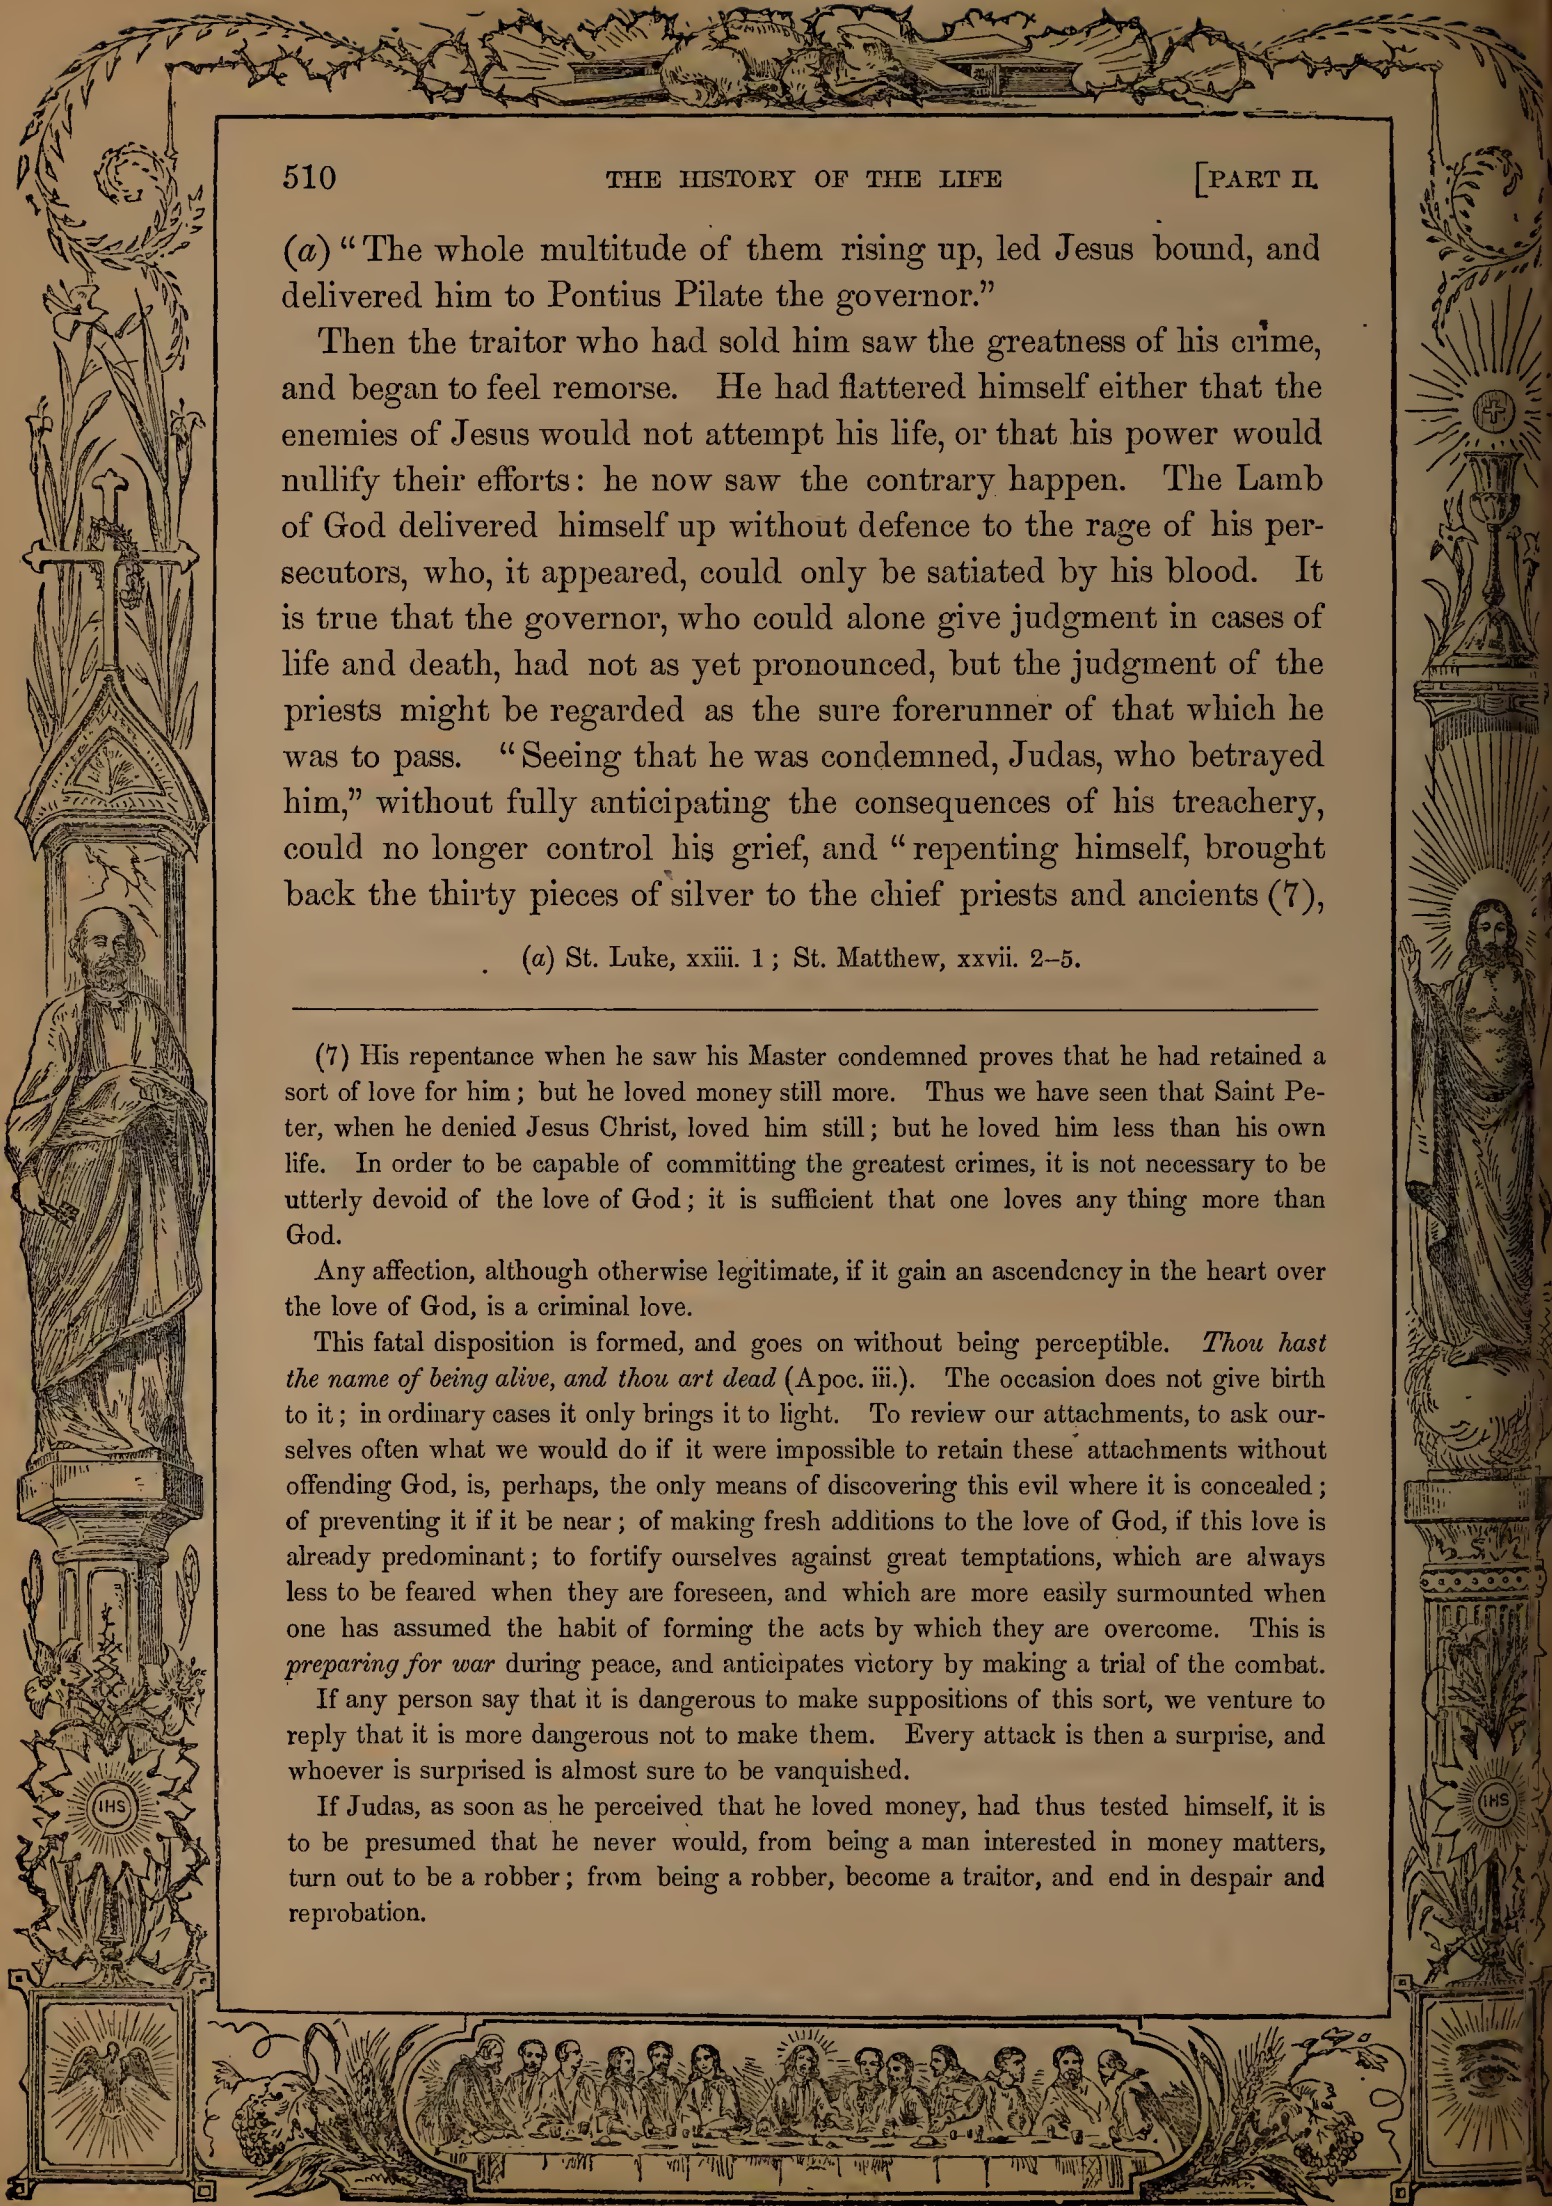 510 THE HISTORY OF THE LIFE [PART II.
(a) “The whole multitude of them rising up, led Jesus bound, and
delivered him to Pontius Pilate the governor.”
Then the traitor who had sold him saw the greatness of his crime,
and began to feel remorse. He had flattered himself either that the
enemies of Jesus would not attempt his life, or that his power would
nullify their efforts: he now saw the contrary happen. The Lamb
of God delivered himself up without defence to the rage of his per-
secutors, who, it appeared, could only be satiated by his blood. It
is true that the governor, who could alone give judgment in cases of
life and death, had not as yet pronounced, but the judgment of the
priests might be regarded as the sure forerunner of that which he
was to pass. “Seeing that he was condemned, Judas, who betrayed
him,” without fully anticipating the consequences of his treachery,
could no longer control his grief, and “repenting himself, brought
back the thirty pieces of silver to the chief priests and ancients (7),
(a) St. Luke, xxiii. 1; St. Matthew, xxvii. 2–5.
(7) His repentance when he saw his Master condemned proves that he had retained a
sort of love for him; but he loved money still more. Thus we have seen that Saint Pe-
ter, when he denied Jesus Christ, loved him still; but he loved him less than his own
life. In order to be capable of committing the greatest crimes, it is not necessary to be
utterly devoid of the love of God; it is sufficient that one loves any thing more than
God.
Any affection, although otherwise legitimate, if it gain an ascendency in the heart over
the love of God, is a criminal love.
This fatal disposition is formed, and goes on without being perceptible. Thou hast
the name of being alive, and thou art dead (Apoc. iii.). The occasion does not give birth
to it; in ordinary cases it only brings it to light. To review our attachments, to ask our-
selves often what we would do if it were impossible to retain these attachments without
offending God, is, perhaps, the only means of discovering this evil where it is concealed;
of preventing it if it be near; of making fresh additions to the love of God, if this love is
already predominant; to fortify ourselves against great temptations, which are always
less to be feared when they are foreseen, and which are more easily surmounted when
one has assumed the habit of forming the acts by which they are overcome. This is
preparing for war during peace, and anticipates victory by making a trial of the combat.
If any person say that it is dangerous to make suppositions of this sort, we venture to
reply that it is more dangerous not to make them. Every attack is then a surprise, and
whoever is surprised is almost sure to be vanquished.
If Judas, as soon as he perceived that he loved money, had thus tested himself, it is
to be presumed that he never would, from being a man interested in money matters,
turn out to be a robber; from being a robber, become a traitor, and end in despair and
reprobation.
IHS
IHS